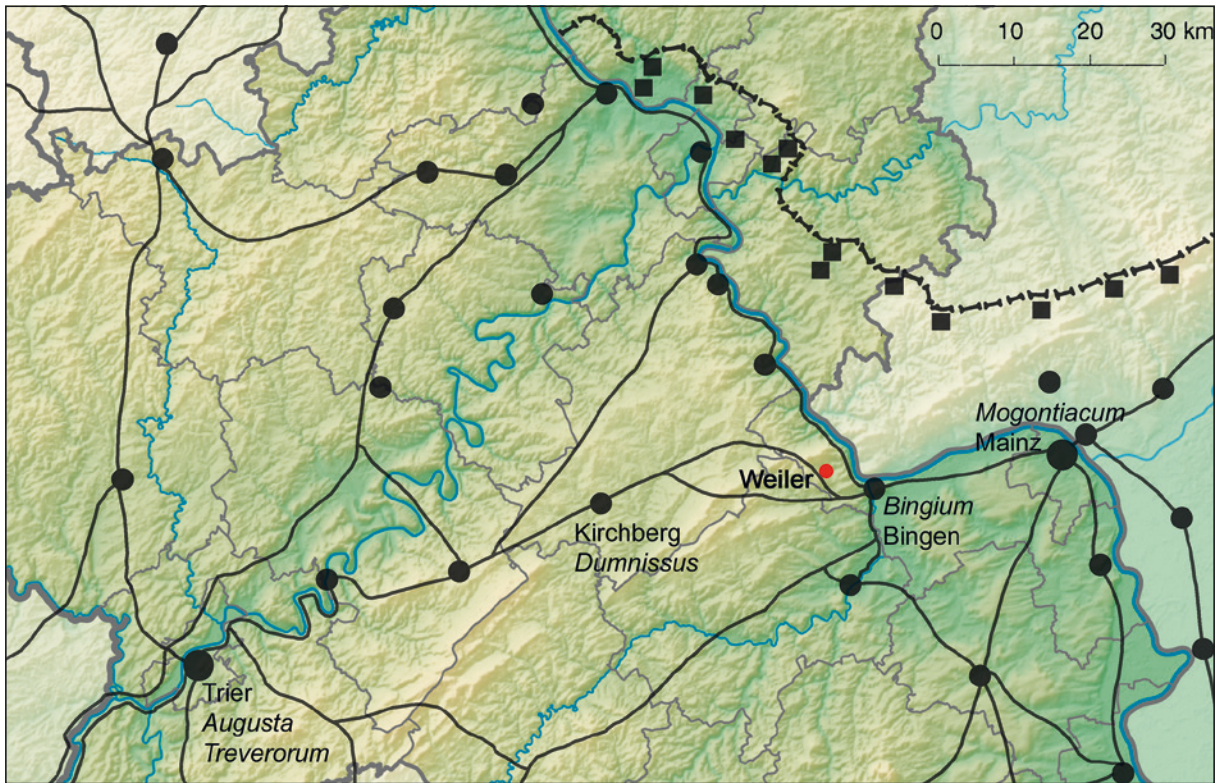 0 10 20 30 km
Mogontiacum
Mainz
Weiler
Bingium
Bingen
Kirchberg
Dumnissus
Trier
Augusta
Treverorum